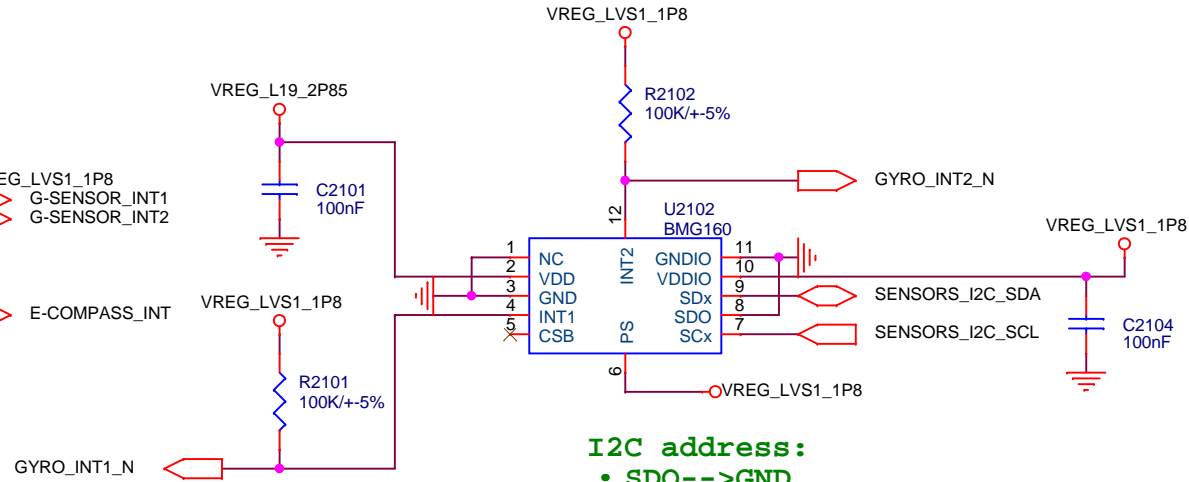 VREG_LVS1_1P8
R2102
100K/+-5%
VREG_L19_2P85
C2101
100nF
EG_LVS1_1P8
G-SENSOR_INT1
G-SENSOR_INT2
GYRO_INT2_N
12
U2102
BMG160
VREG_LVS1_1P8
1
2
3
4
5
NC
VDD
GND
INT1
CSB
INT2
PS
GNDIO
VDDIO
SDx
SDO
SCx
11
10
9
8
7
6
SENSORS_I2C_SDA
SENSORS_I2C_SCL
C2104
100nF
E-COMPASS_INT
VREG_LVS1_1P8
R2101
100K/+-5%
VREG_LVS1_1P8
GYRO_INT1_N
I2C address:
• SDO-->GND